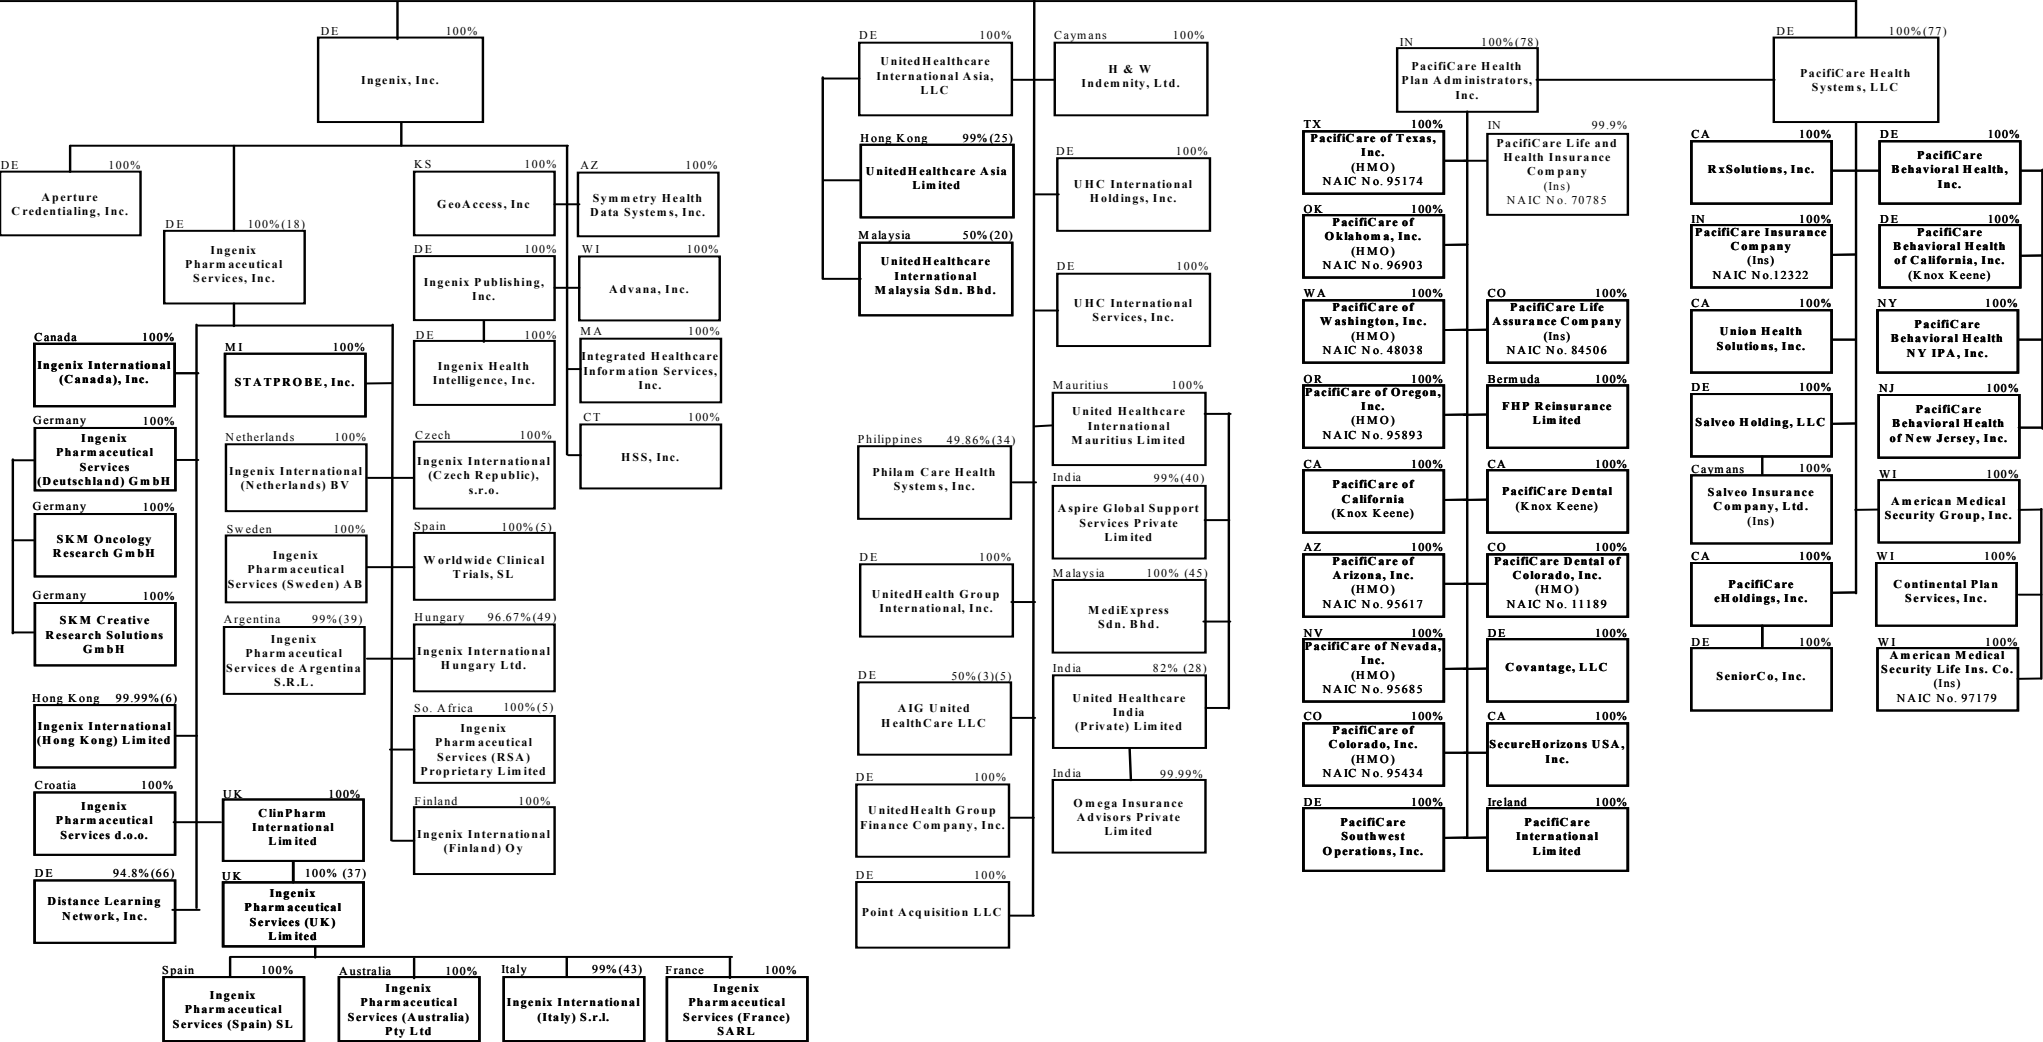 DE 100%
Ingenix, Inc.
DE 100%
Aperture
Credentialing, Inc.
DE 100%(18)
Ingenix
Pharmaceutical
Services, Inc.
KS 100%
GeoAccess, Inc
AZ 100%
Symmetry Health
Data Systems, Inc.
DE 100%
Ingenix Publishing,
Inc.
WI 100%
Advana, Inc.
DE 100%
Ingenix Health
Intelligence, Inc.
MA 100%
Integrated Healthcare
Information Services,
Inc.
CT 100%
HSS, Inc.
Canada 100%
Ingenix International
(Canada), Inc.
MI 100%
STATPROBE, Inc.
Germany 100%
Ingenix
Pharmaceutical
Services
(Deutschland) GmbH
Netherlands 100%
Ingenix International
(Netherlands) BV
Czech 100%
Ingenix International
(Czech Republic),
s.r.o.
Germany 100%
SKM Oncology
Research GmbH
Sweden 100%
Ingenix
Pharmaceutical
Services (Sweden) AB
Spain 100%(5)
Worldwide Clinical
Trials, SL
Germany 100%
SKM Creative
Research Solutions
GmbH
Argentina 99%(39)
Ingenix
Pharmaceutical
Services de Argentina
S.R.L.
Hungary 96.67%(49)
Ingenix International
Hungary Ltd.
Hong Kong 99.99%(6)
Ingenix International
(Hong Kong) Limited
So. Africa 100%(5)
Ingenix
Pharmaceutical
Services (RSA)
Proprietary Limited
Croatia 100%
Ingenix
Pharmaceutical
Services d.o.o.
UK 100%
ClinPharm
International
Limited
Finland 100%
Ingenix International
(Finland) Oy
DE 94.8%(66)
Distance Learning
Network, Inc.
UK 100% (37)
Ingenix
Pharmaceutical
Services (UK)
Limited
Spain 100%
Ingenix
Pharmaceutical
Services (Spain) SL
Australia 100%
Ingenix
Pharmaceutical
Services (Australia)
Pty Ltd
Italy 99%(43)
Ingenix International
(Italy) S.r.l.
France 100%
Ingenix
Pharmaceutical
Services (France)
SARL
DE 100%
UnitedHealthcare
International Asia,
LLC
Caymans 100%
H & W
Indemnity, Ltd.
Hong Kong 99%(25)
UnitedHealthcare Asia
Limited
DE 100%
UHC International
Holdings, Inc.
Malaysia 50%(20)
UnitedHealthcare
International
Malaysia Sdn. Bhd.
DE 100%
UHC International
Services, Inc.
Mauritius 100%
United Healthcare
International
Mauritius Limited
Philippines 49.86%(34)
Philam Care Health
Systems, Inc.
India 99%(40)
Aspire Global Support
Services Private
Limited
DE 100%
UnitedHealth Group
International, Inc.
Malaysia 100% (45)
MediExpress
Sdn. Bhd.
DE 50%(3)(5)
AIG United
HealthCare LLC
India 82% (28)
United Healthcare
India
(Private) Limited
DE 100%
UnitedHealth Group
Finance Company, Inc.
India 99.99%
Omega Insurance
Advisors Private
Limited
DE 100%
Point Acquisition LLC
IN 100%(78)
PacifiCare Health
Plan Administrators,
Inc.
DE 100%(77)
PacifiCare Health
Systems, LLC
TX 100%
PacifiCare of Texas,
Inc.
(HMO)
NAIC No. 95174
IN 99.9%
PacifiCare Life and
Health Insurance
Company
(Ins)
NAIC No. 70785
OK 100%
PacifiCare of
Oklahoma, Inc.
(HMO)
NAIC No. 96903
WA 100%
PacifiCare of
Washington, Inc.
(HMO)
NAIC No. 48038
CO 100%
PacifiCare Life
Assurance Company
(Ins)
NAIC No. 84506
OR 100%
PacifiCare of Oregon,
Inc.
(HMO)
NAIC No. 95893
Bermuda 100%
FHP Reinsurance
Limited
CA 100%
PacifiCare of
California
(Knox Keene)
CA 100%
PacifiCare Dental
(Knox Keene)
AZ 100%
PacifiCare of
Arizona, Inc.
(HMO)
NAIC No. 95617
CO 100%
PacifiCare Dental of
Colorado, Inc.
(HMO)
NAIC No. 11189
NV 100%
PacifiCare of Nevada,
Inc.
(HMO)
NAIC No. 95685
DE 100%
Covantage, LLC
CO 100%
PacifiCare of
Colorado, Inc.
(HMO)
NAIC No. 95434
CA 100%
SecureHorizons USA,
Inc.
DE 100%
PacifiCare
Southwest
Operations, Inc.
Ireland 100%
PacifiCare
International
Limited
CA 100%
RxSolutions, Inc.
DE 100%
PacifiCare
Behavioral Health,
Inc.
IN 100%
PacifiCare Insurance
Company
(Ins)
NAIC No.12322
DE 100%
PacifiCare
Behavioral Health
of California, Inc.
(Knox Keene)
CA 100%
Union Health
Solutions, Inc.
NY 100%
PacifiCare
Behavioral Health
NY IPA, Inc.
DE 100%
Salveo Holding, LLC
NJ 100%
PacifiCare
Behavioral Health
of New Jersey, Inc.
Caymans 100%
Salveo Insurance
Company, Ltd.
(Ins)
WI 100%
American Medical
Security Group, Inc.
CA 100%
PacifiCare
eHoldings, Inc.
WI 100%
Continental Plan
Services, Inc.
DE 100%
SeniorCo, Inc.
WI 100%
American Medical
Security Life Ins. Co.
(Ins)
NAIC No. 97179